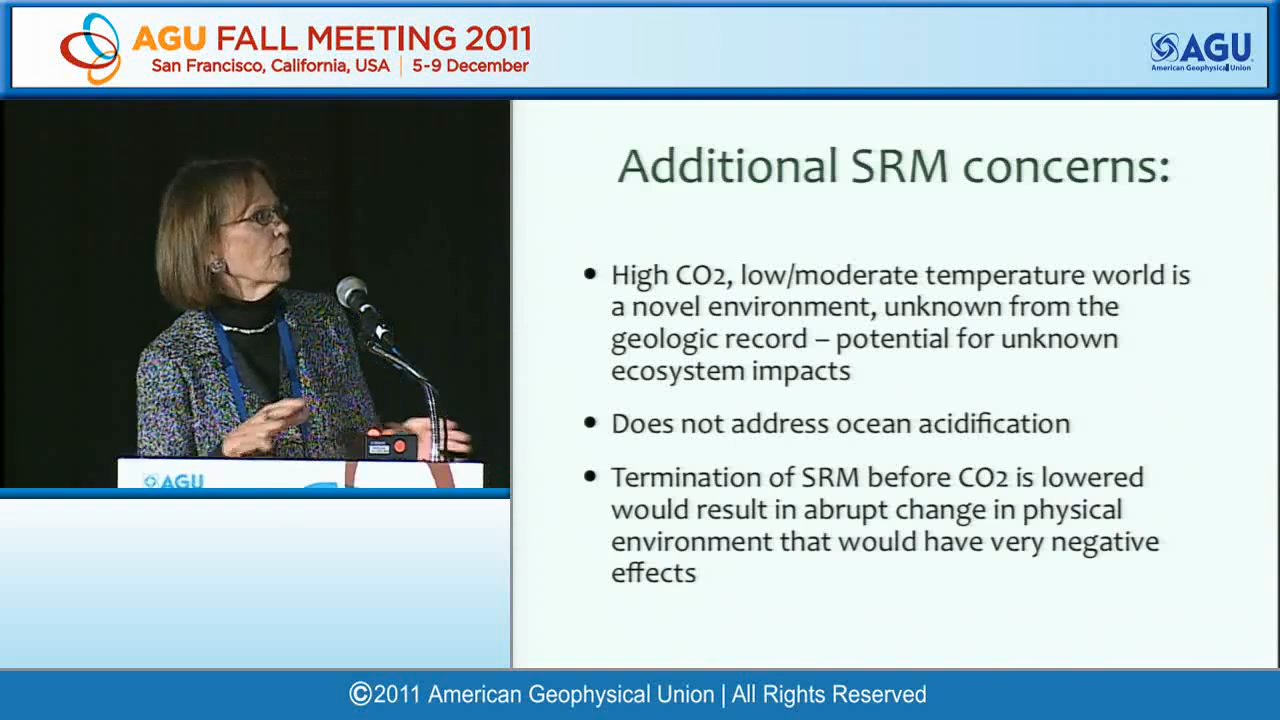 AGU FALL MEETING 2011
San Francisco, California, USA | 5-9 December
AGU
American Geophysical Union
Additional SRM concerns:
• High CO2, low/moderate temperature world is
a novel environment, unknown from the
geologic record – potential for unknown
ecosystem impacts
• Does not address ocean acidification
• Termination of SRM before CO2 is lowered
would result in abrupt change in physical
environment that would have very negative
effects
AGU
©2011 American Geophysical Union | All Rights Reserved